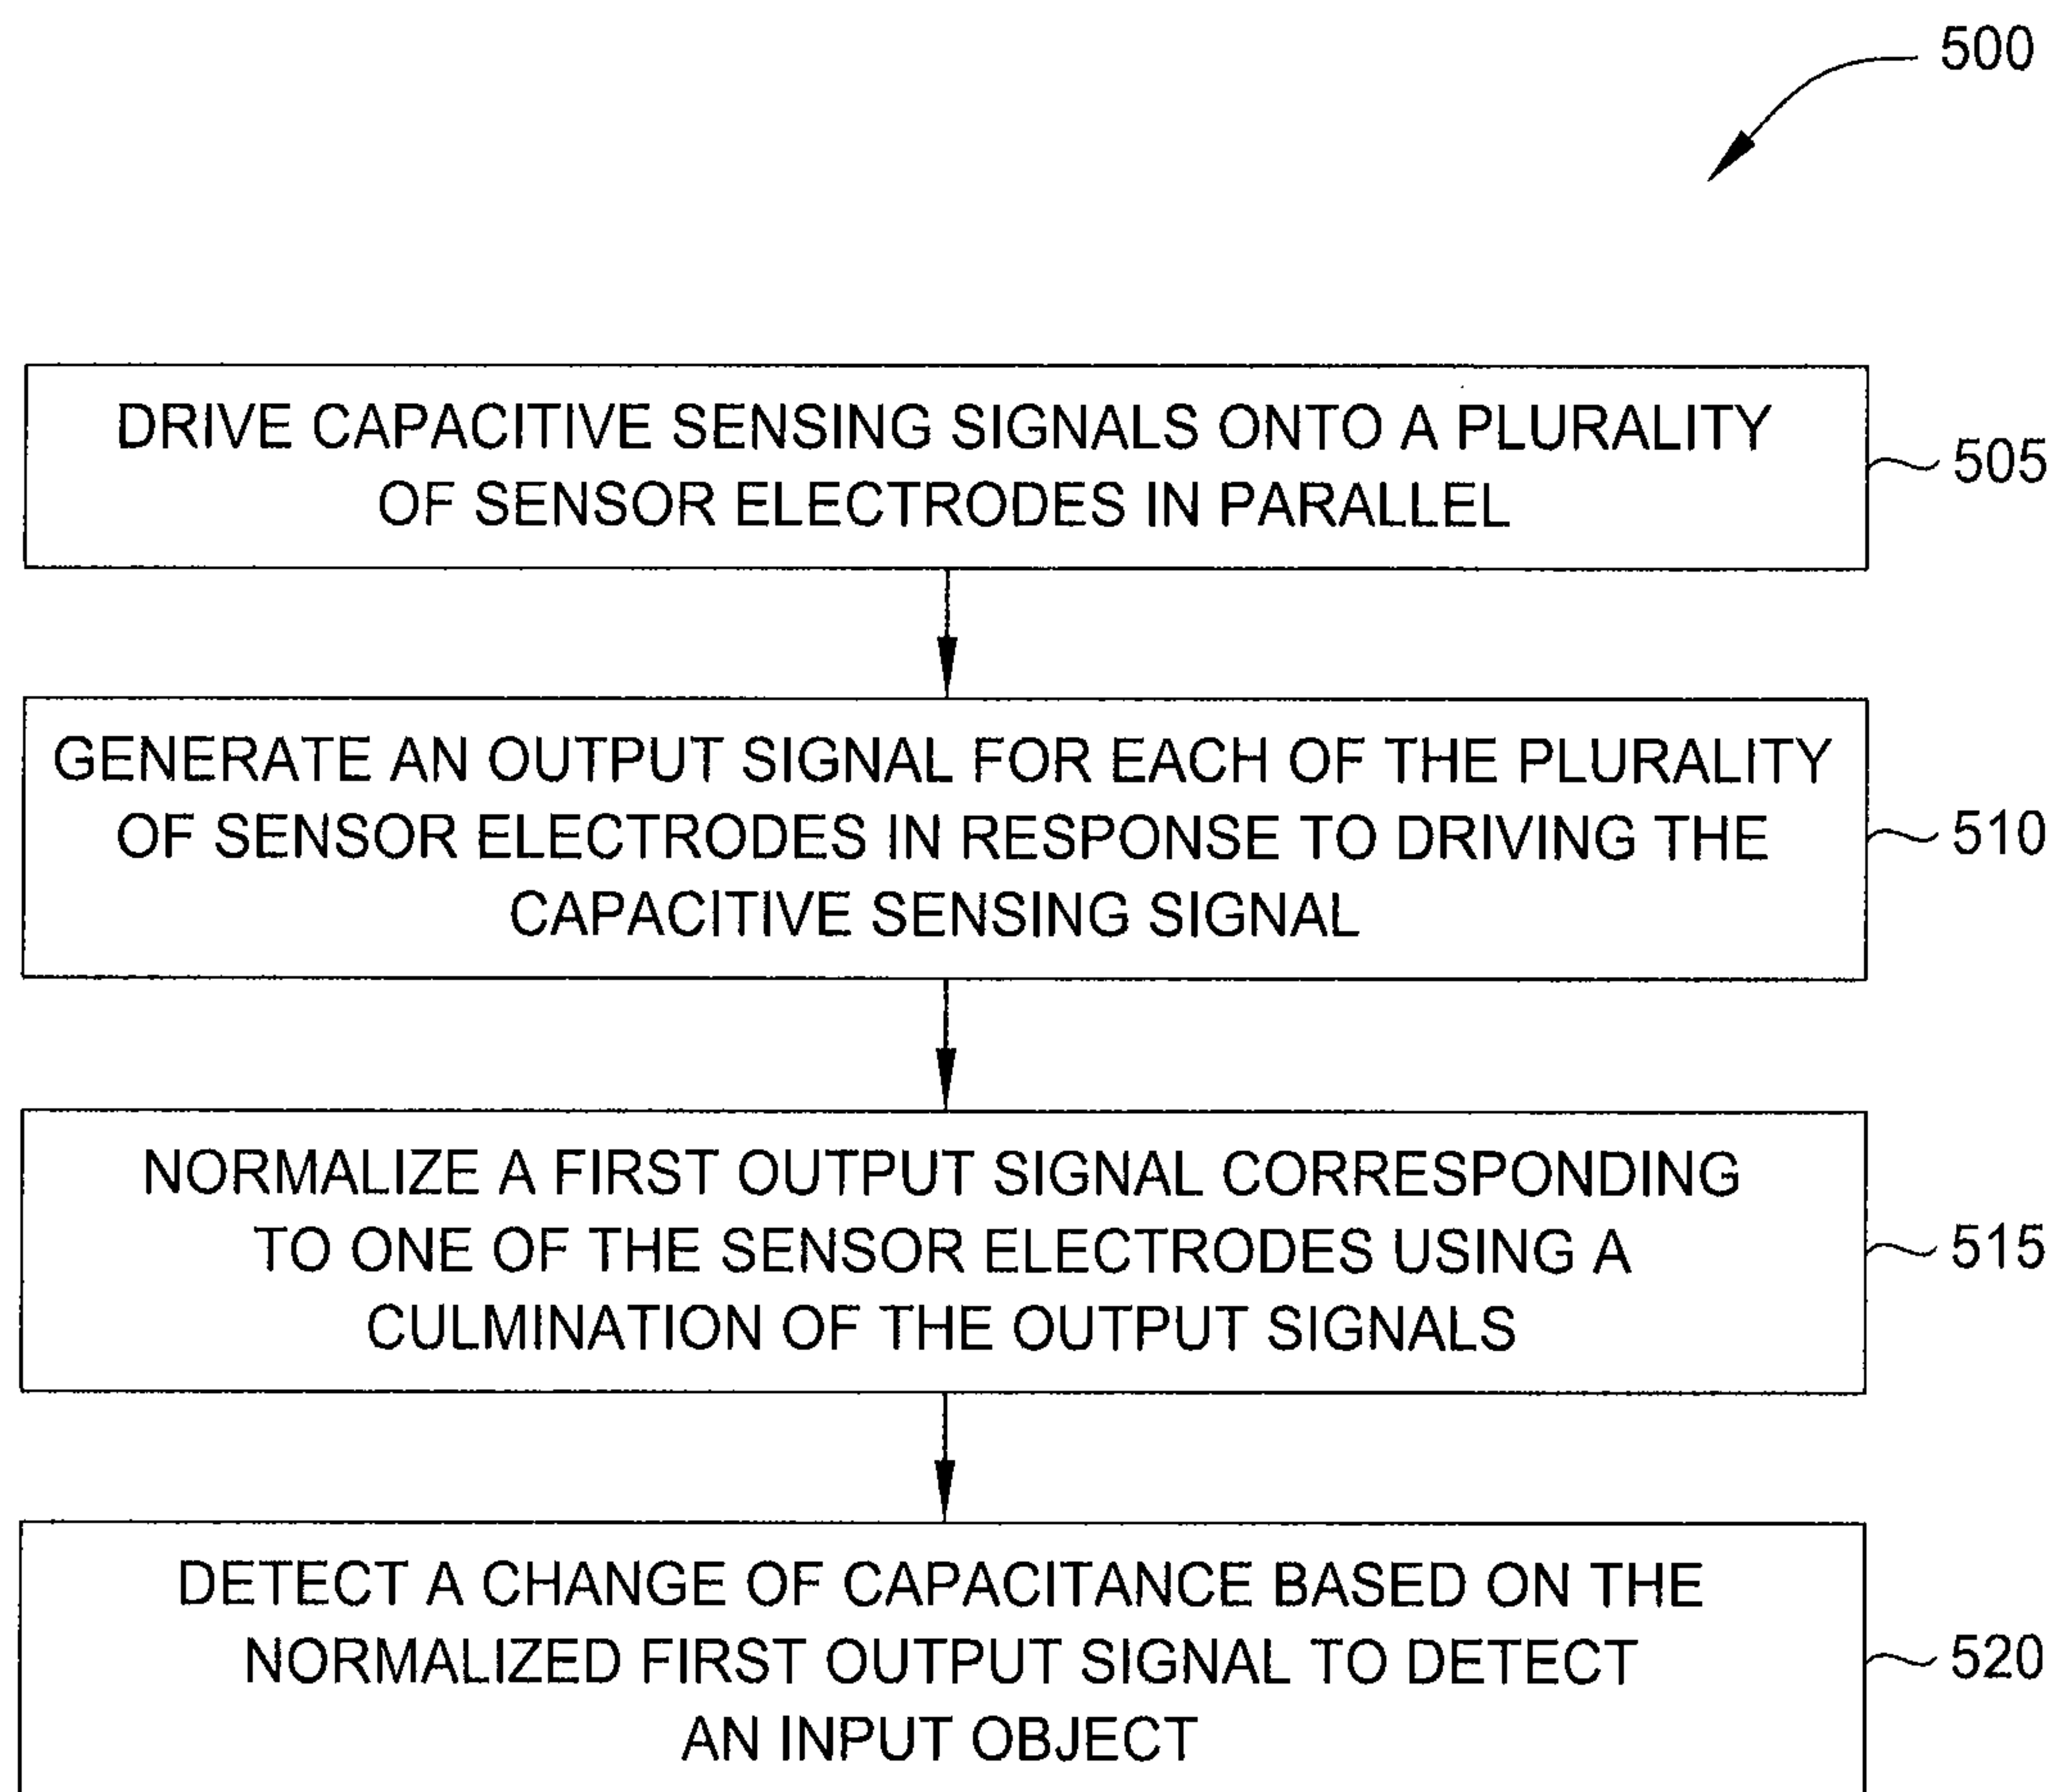 500
DRIVE CAPACITIVE SENSING SIGNALS ONTO A PLURALITY
OF SENSOR ELECTRODES IN PARALLEL
505
GENERATE AN OUTPUT SIGNAL FOR EACH OF THE PLURALITY
OF SENSOR ELECTRODES IN RESPONSE TO DRIVING THE
CAPACITIVE SENSING SIGNAL
510
NORMALIZE A FIRST OUTPUT SIGNAL CORRESPONDING
TO ONE OF THE SENSOR ELECTRODES USING A
CULMINATION OF THE OUTPUT SIGNALS
515
DETECT A CHANGE OF CAPACITANCE BASED ON THE
NORMALIZED FIRST OUTPUT SIGNAL TO DETECT
AN INPUT OBJECT
520